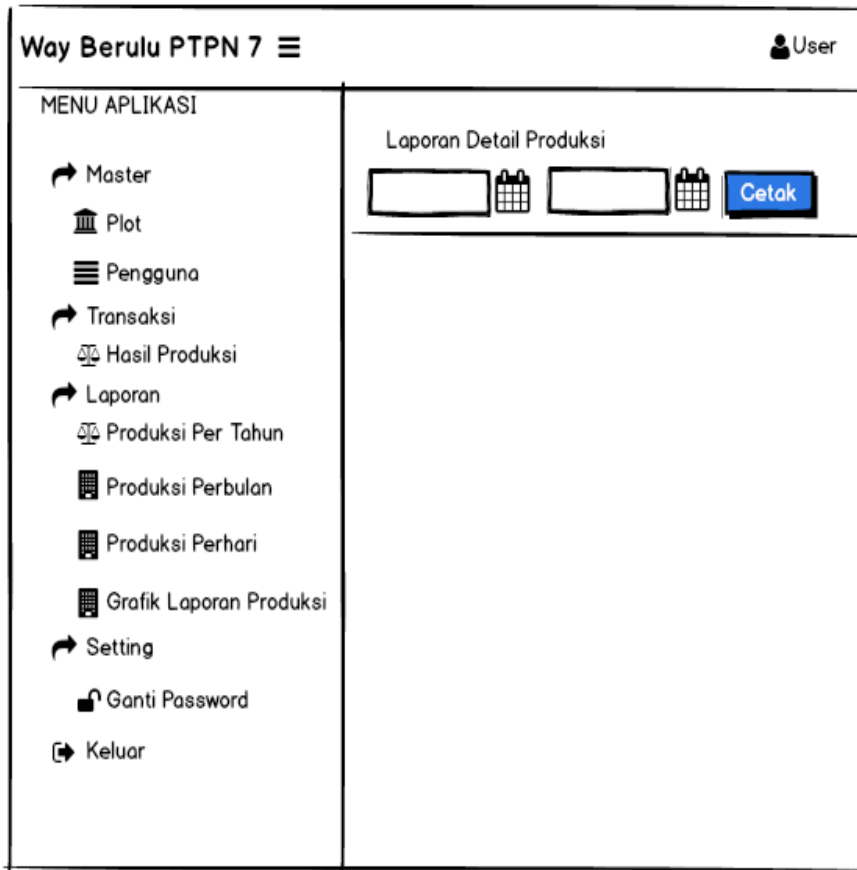 Way Berulu PTPN 7
User
MENU APLIKASI
Master
Plot
Pengguna
Transaksi
Hasil Produksi
Laporan
Produksi Per Tahun
Produksi Perbulan
Produksi Perhari
Grafik Laporan Produksi
Setting
Ganti Password
Keluar
Laporan Detail Produksi
Cetak